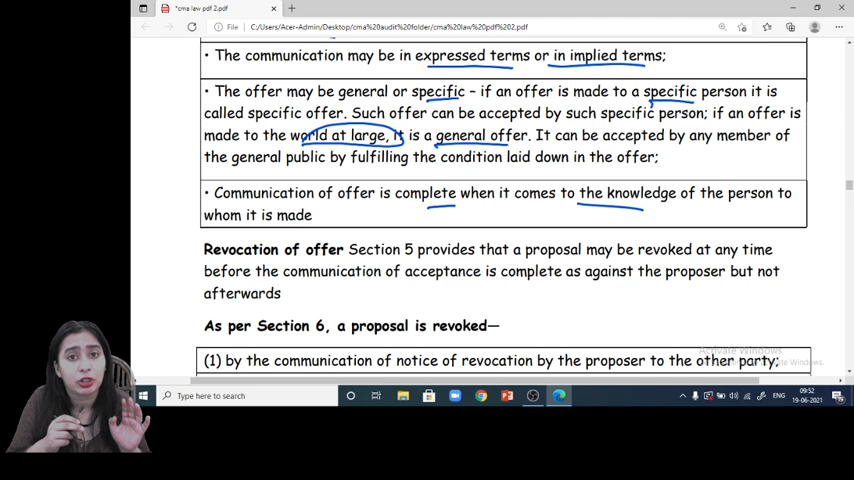 *cma law pdf 2.pdf
File
C:/Users/Acer-Admin/Desktop/cma%20audit%20folder/cma%20law%20pdf%202.pdf
• The communication may be in expressed terms or in implied terms;
• The offer may be general or specific – if an offer is made to a specific person it is
called specific offer. Such offer can be accepted by such specific person; if an offer is
made to the world at large, it is a general offer. It can be accepted by any member of
the general public by fulfilling the condition laid down in the offer;
• Communication of offer is complete when it comes to the knowledge of the person to
whom it is made
Revocation of offer Section 5 provides that a proposal may be revoked at any time
before the communication of acceptance is complete as against the proposer but not
afterwards
As per Section 6, a proposal is revoked—
Activate Windows
(1) by the communication of notice of revocation by the proposer to the other party;
Type here to search
ENG
09:52
19-06-2021